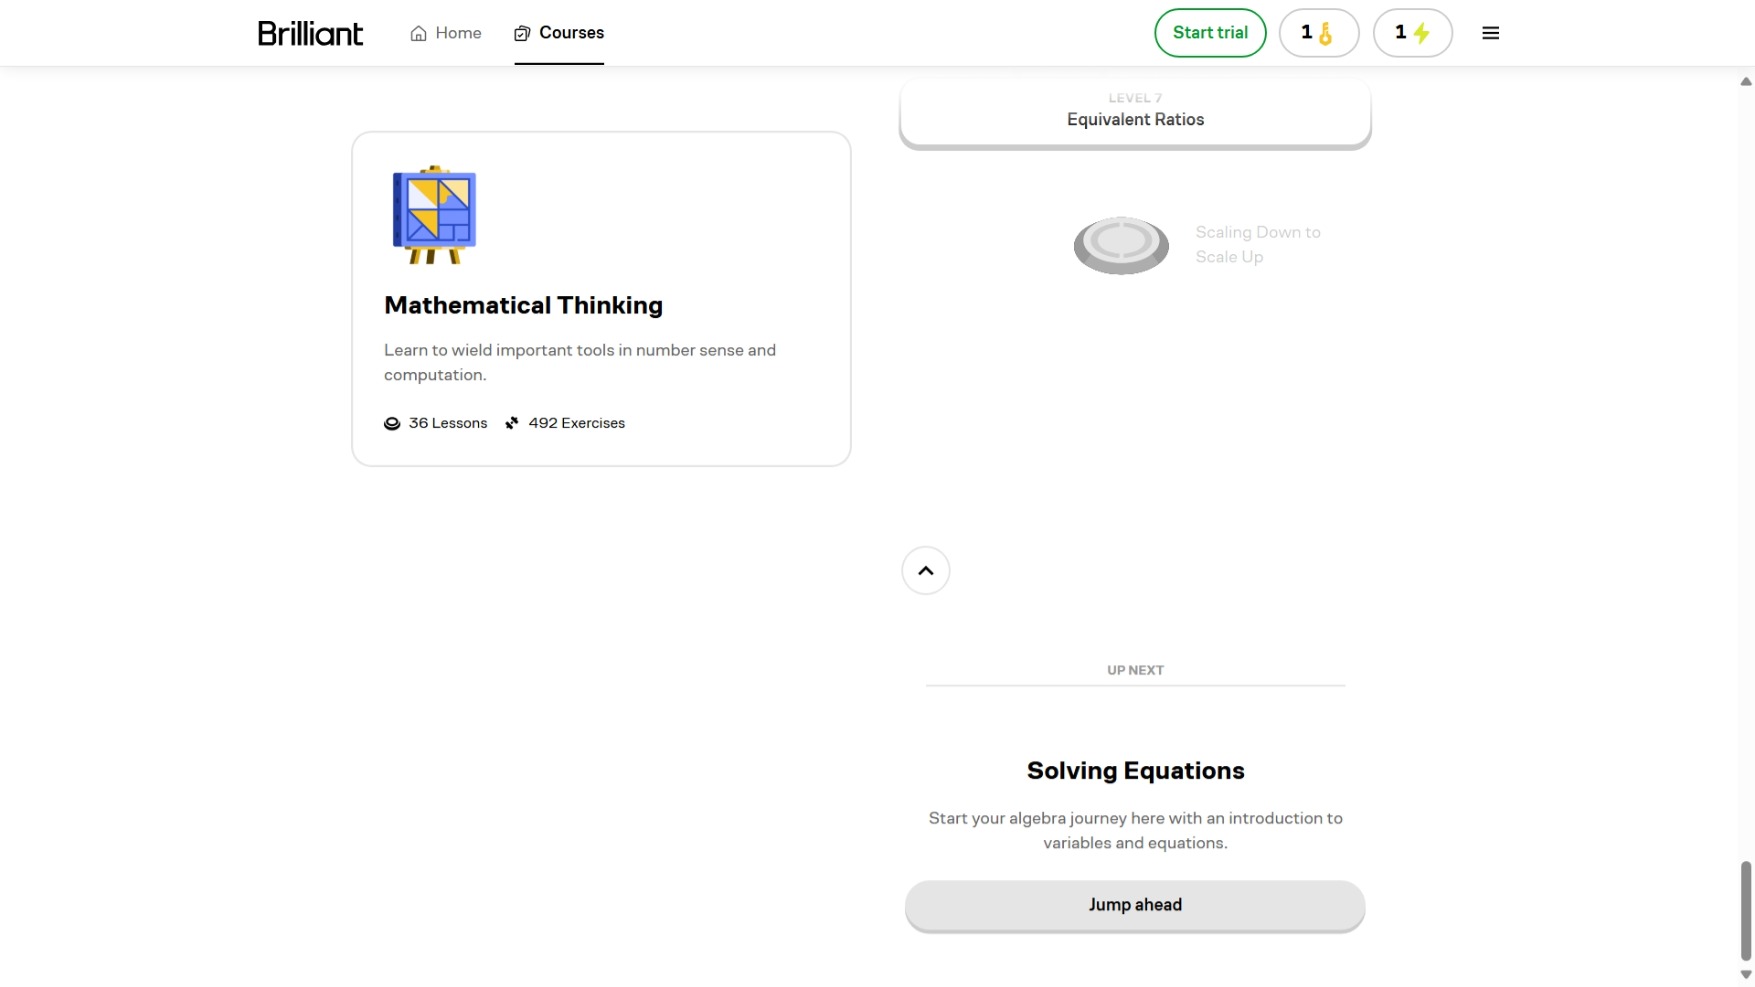 Brilliant
Home
Courses
Start trial
1
1
LEVEL 7
Equivalent Ratios
Scaling Down to
Scale Up
Mathematical Thinking
Learn to wield important tools in number sense and
computation.
36 Lessons
492 Exercises
UP NEXT
Solving Equations
Start your algebra journey here with an introduction to
variables and equations.
Jump ahead